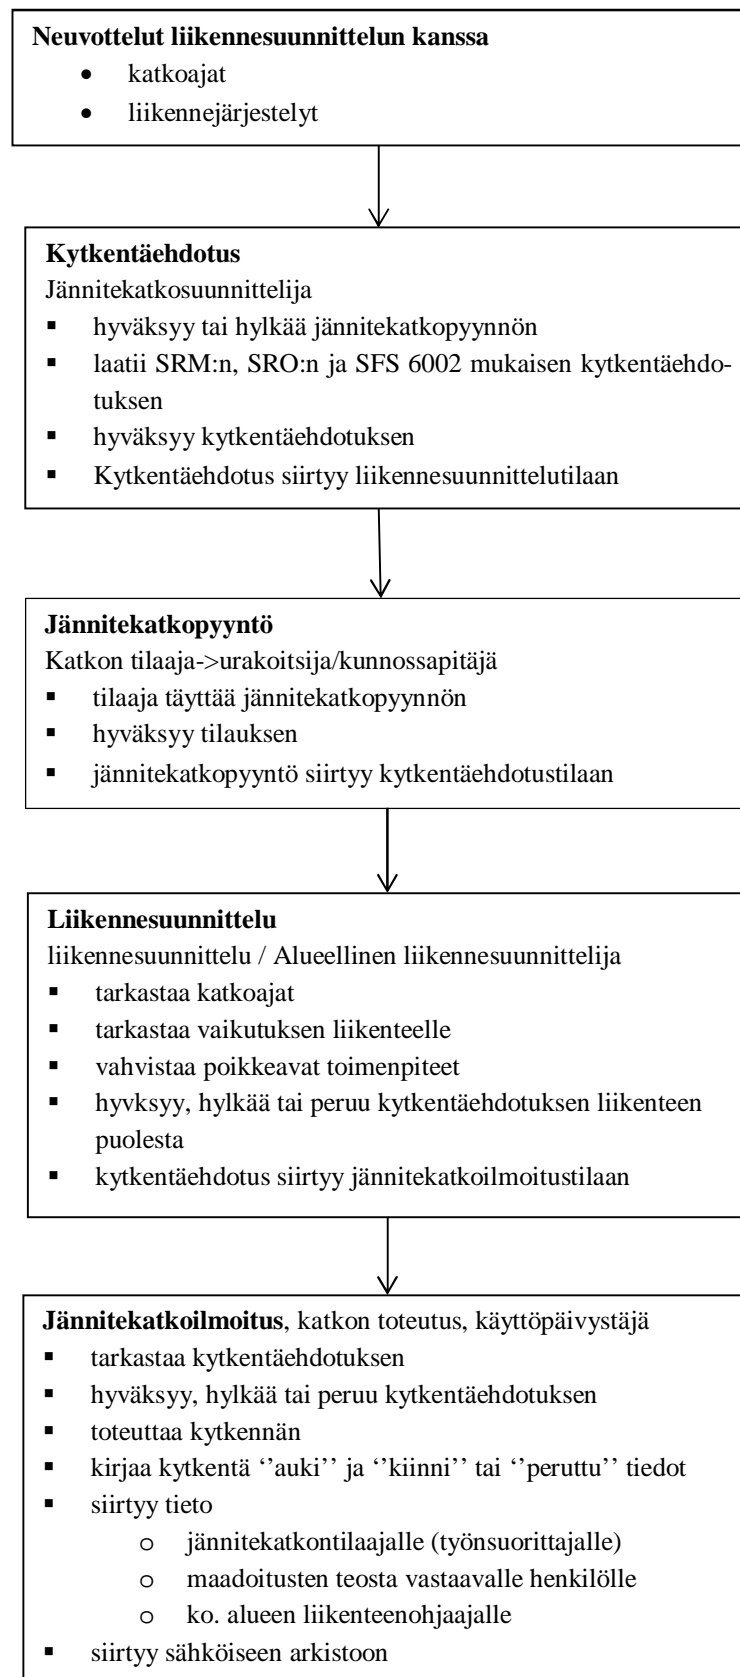 Neuvottelut liikennesuunnittelun kanssa
• katkoajat
• liikennejärjestelyt
Kytkentäehdotus
Jännitekatkosuunnittelija
▪ hyväksyy tai hylkää jännitekatkopyynnön
▪ laatii SRM:n, SRO:n ja SFS 6002 mukaisen kytkentäehdo-
tuksen
▪ hyväksyy kytkentäehdotuksen
▪ Kytkentäehdotus siirtyy liikennesuunnittelutilaan
Jännitekatkopyyntö
Katkon tilaaja->urakoitsija/kunnossapitäjä
▪ tilaaja täyttää jännitekatkopyynnön
▪ hyväksyy tilauksen
▪ jännitekatkopyyntö siirtyy kytkentäehdotustilaan
Liikennesuunnittelu
liikennesuunnittelu / Alueellinen liikennesuunnittelija
▪ tarkastaa katkoajat
▪ tarkastaa vaikutuksen liikenteelle
▪ vahvistaa poikkeavat toimenpiteet
▪ hyvksyy, hylkää tai peruu kytkentäehdotuksen liikenteen
puolesta
▪ kytkentäehdotus siirtyy jännitekatkoilmoitustilaan
Jännitekatkoilmoitus, katkon toteutus, käyttöpäivystäjä
▪ tarkastaa kytkentäehdotuksen
▪ hyväksyy, hylkää tai peruu kytkentäehdotuksen
▪ toteuttaa kytkennän
▪ kirjaa kytkentä ‘’auki’’ ja ‘’kiinni’’ tai ‘’peruttu’’ tiedot
▪ siirtyy tieto
o jännitekatkontilaajalle (työnsuorittajalle)
o maadoitusten teosta vastaavalle henkilölle
o ko. alueen liikenteenohjaajalle
▪ siirtyy sähköiseen arkistoon